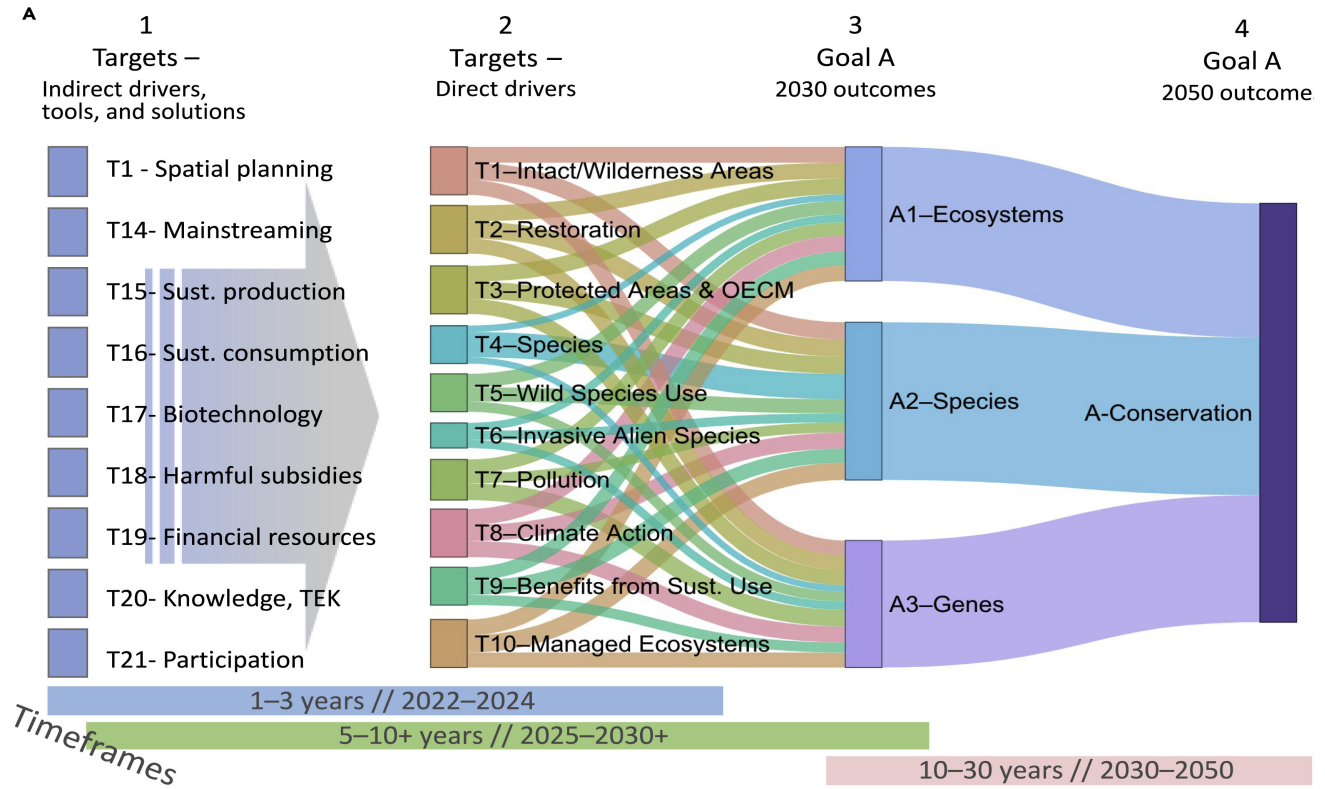 A
1
Targets –
Indirect drivers,
tools, and solutions
2
Targets –
Direct drivers
3
Goal A
2030 outcomes
4
Goal A
2050 outcome
T1 - Spatial planning
T14- Mainstreaming
T15- Sust. production
T16- Sust. consumption
T17- Biotechnology
T18- Harmful subsidies
T19- Financial resources
T20- Knowledge, TEK
T21- Participation
T1–Intact/Wilderness Areas
T2–Restoration
T3–Protected Areas & OECM
T4–Species
T5–Wild Species Use
T6–Invasive Alien Species
T7–Pollution
T8–Climate Action
T9–Benefits from Sust. Use
T10–Managed Ecosystems
A1–Ecosystems
A2–Species
A3–Genes
A-Conservation
Timeframes
1–3 years // 2022–2024
5–10+ years // 2025–2030+
10–30 years // 2030–2050